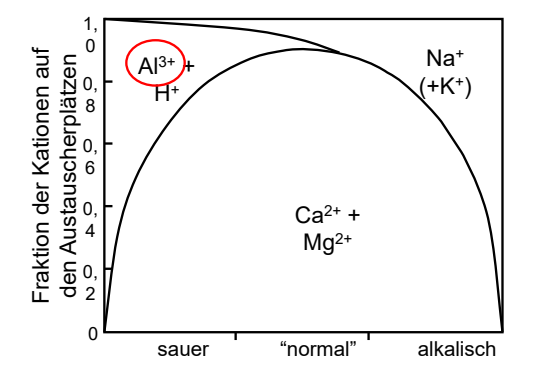 Fraktion der Kationen auf
den Austauscherplätzen
1,
0
0,
8
0,
6
0,
4
0,
2
0
Al³⁺ +
H⁺
Na⁺
(+K⁺)
Ca²⁺ +
Mg²⁺
sauer
“normal”
alkalisch